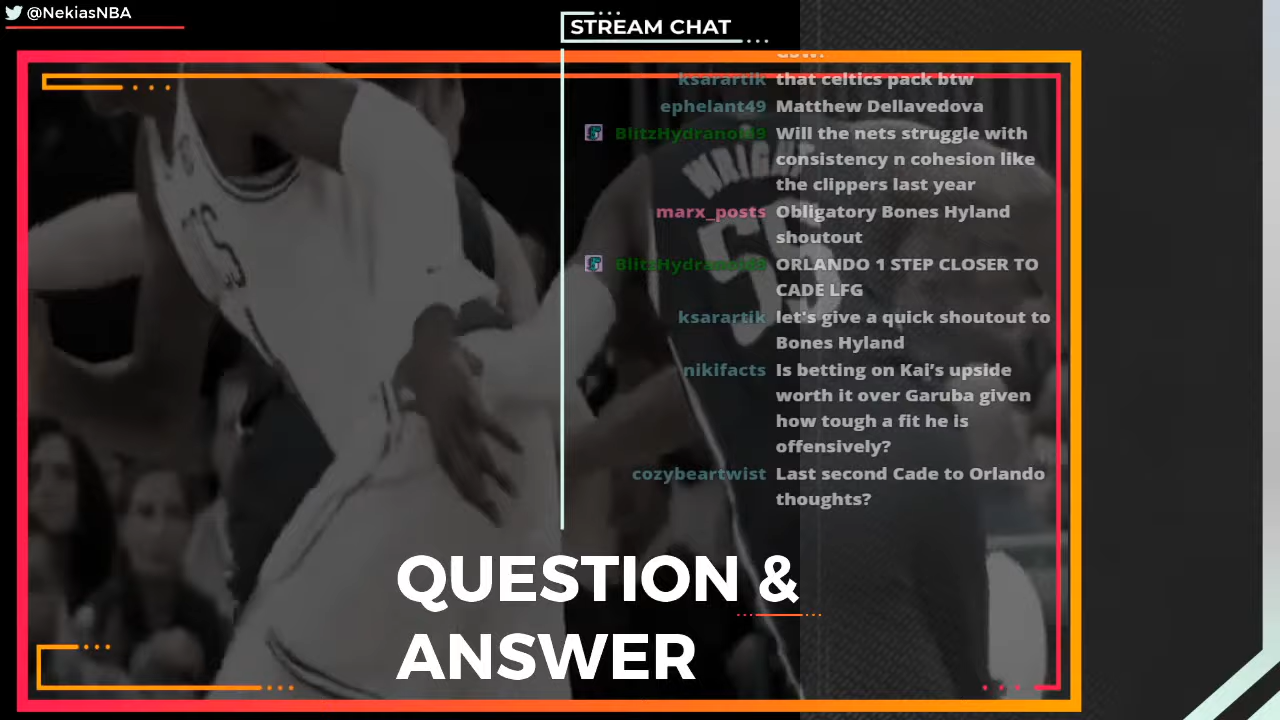 @NekiasNBA
STREAM CHAT
ksarartik that celtics pack btw
ephelant49 Matthew Dellavedova
Will the nets struggle with
consistency n cohesion like
the clippers last year
marx_posts Obligatory Bones Hyland
shoutout
ORLANDO 1 STEP CLOSER TO
CADE LFG
ksarartik let's give a quick shoutout to
Bones Hyland
nikifacts Is betting on Kai’s upside
worth it over Garuba given
how tough a fit he is
offensively?
cozybeartwist Last second Cade to Orlando
thoughts?
WRIGHT
55
QUESTION &
ANSWER